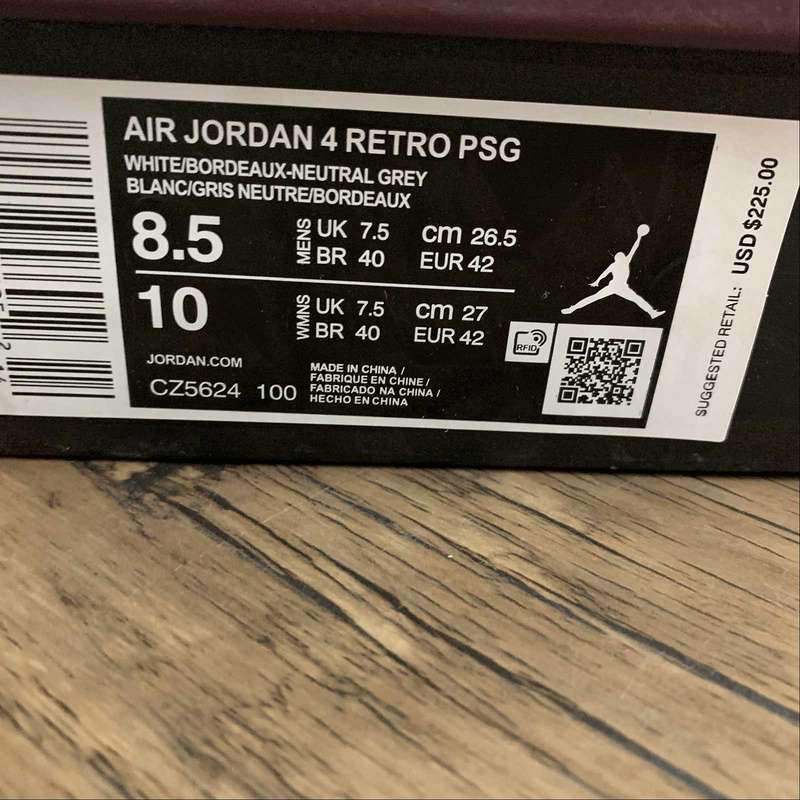 AIR JORDAN 4 RETRO PSG
WHITE/BORDEAUX-NEUTRAL GREY
BLANC/GRIS NEUTRE/BORDEAUX
8.5
MENS
UK 7.5 cm 26.5
BR 40 EUR 42
10
WMNS
UK 7.5 cm 27
BR 40 EUR 42
JORDAN.COM
CZ5624 100
MADE IN CHINA /
FABRIQUE EN CHINE /
FABRICADO NA CHINA /
HECHO EN CHINA
RFID
SUGGESTED RETAIL: USD $225.00